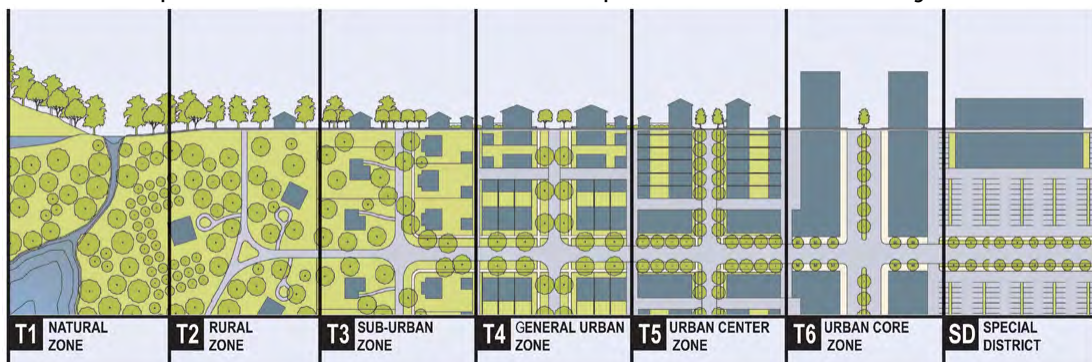 T1 NATURAL
ZONE
T2 RURAL
ZONE
T3 SUB-URBAN
ZONE
T4 GENERAL URBAN
ZONE
T5 URBAN CENTER
ZONE
T6 URBAN CORE
ZONE
SD SPECIAL
DISTRICT